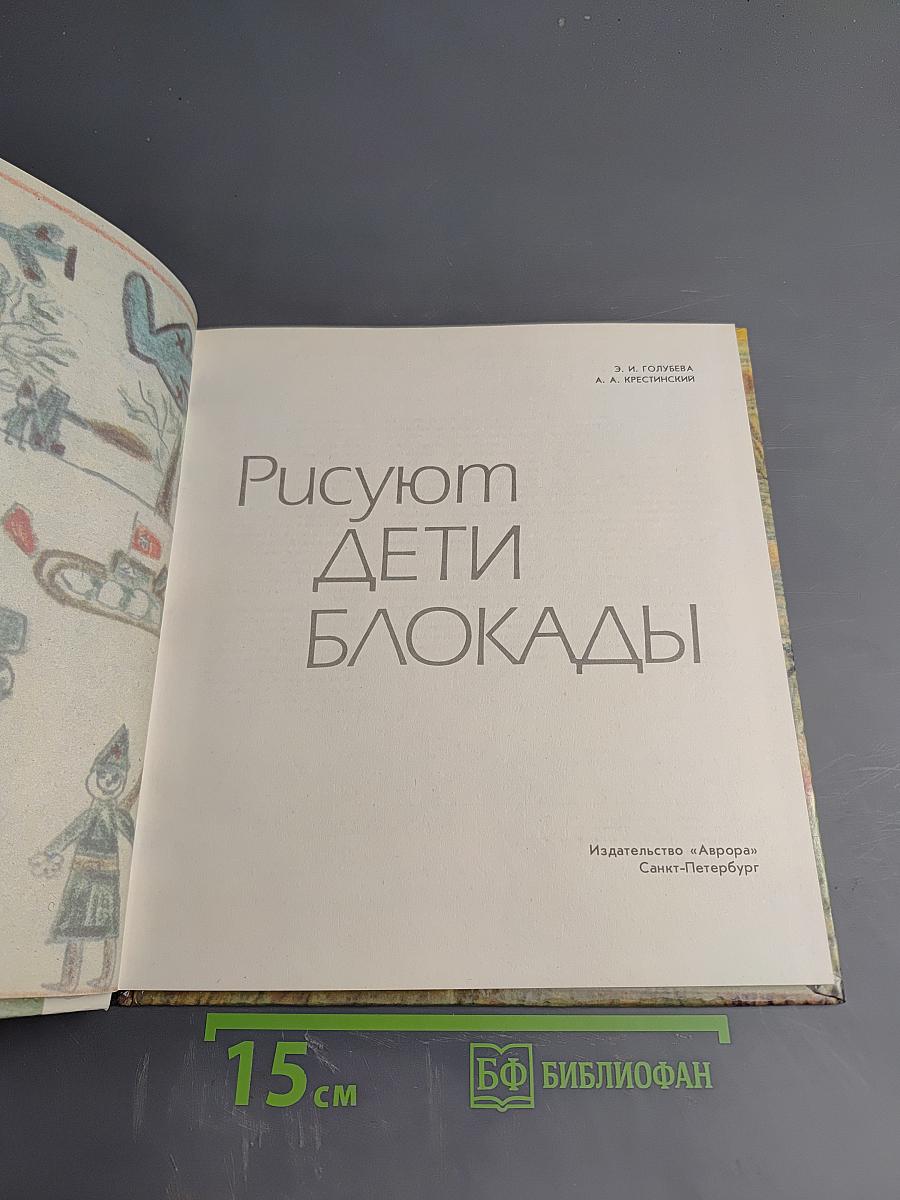 Э. И. ГОЛУБЕВА
А. А. КРЕСТИНСКИЙ
Рисуют
ДЕТИ
БЛОКАДЫ
Издательство «Аврора»
Санкт-Петербург
15 см
БФ БИБЛИОФАН